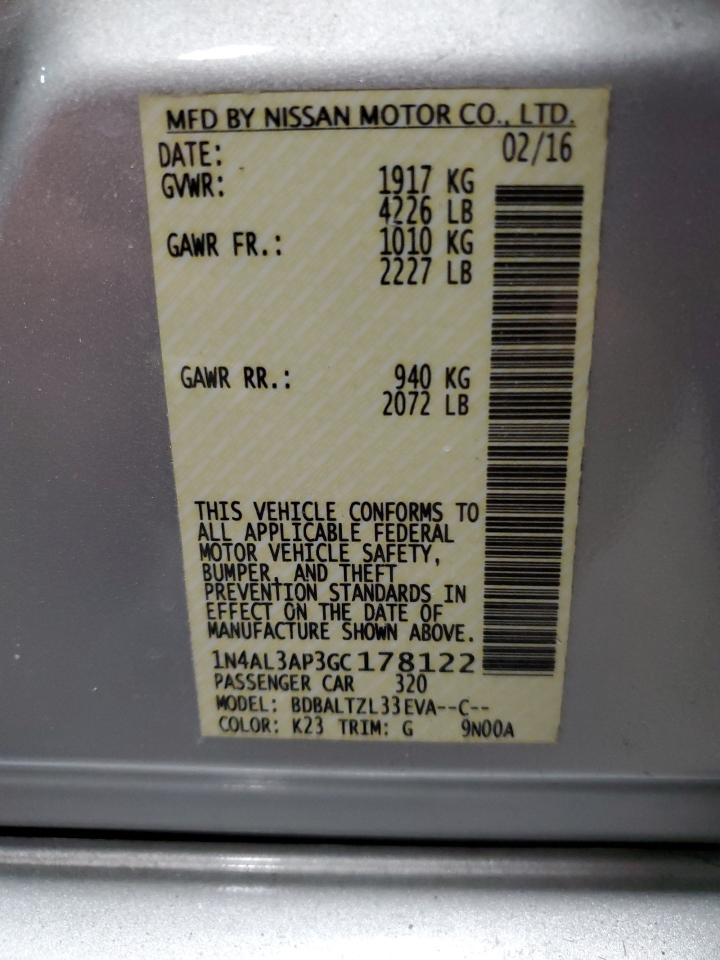 MFD BY NISSAN MOTOR CO., LTD.
DATE: 02/16
GVWR: 1917 KG
4226 LB
GAWR FR.: 1010 KG
2227 LB
GAWR RR.: 940 KG
2072 LB
THIS VEHICLE CONFORMS TO
ALL APPLICABLE FEDERAL
MOTOR VEHICLE SAFETY,
BUMPER, AND THEFT
PREVENTION STANDARDS IN
EFFECT ON THE DATE OF
MANUFACTURE SHOWN ABOVE.
1N4AL3AP3GC178122
PASSENGER CAR 320
MODEL: BDBALTZL33EVA--C--
COLOR: K23 TRIM: G 9N00A